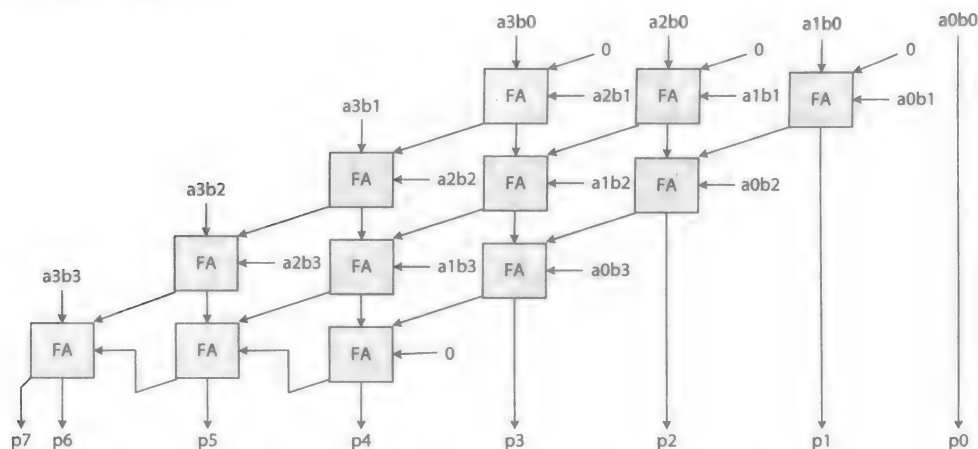 a3b0 a2b0 a1b0 a0b0
0 0 0
FA a2b1 FA a1b1 FA a0b1
a3b1
FA a2b2 FA a1b2 FA a0b2
a3b2
FA a2b3 FA a1b3 FA a0b3
a3b3
FA FA FA 0
p7 p6 p5 p4 p3 p2 p1 p0